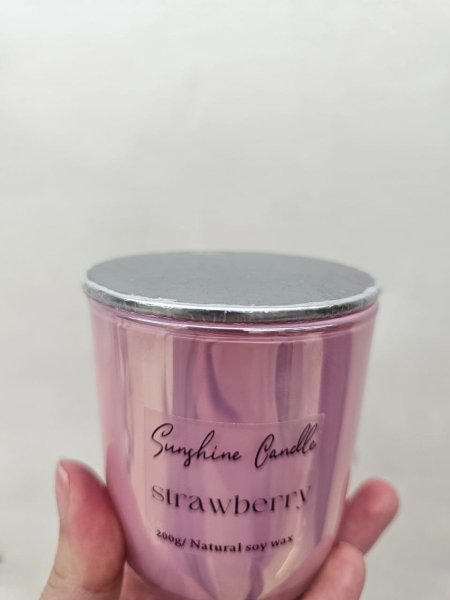 Sunshine Candle
strawberry
200g/ Natural soy wax